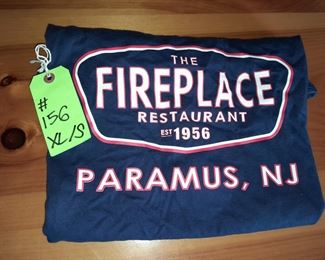 THE
FIREPLACE
RESTAURANT
EST 1956
PARAMUS, NJ
#
156
XL/S